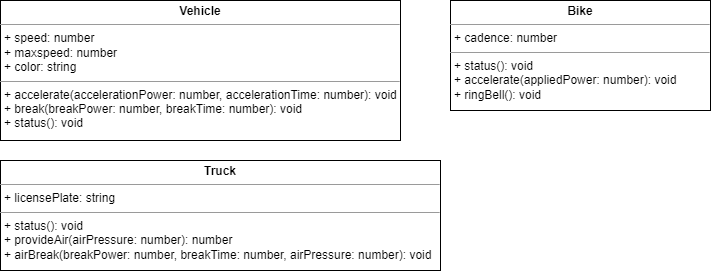 Vehicle
+ speed: number
+ maxspeed: number
+ color: string
+ accelerate(accelerationPower: number, accelerationTime: number): void
+ break(breakPower: number, breakTime: number): void
+ status(): void
Bike
+ cadence: number
+ status(): void
+ accelerate(appliedPower: number): void
+ ringBell(): void
Truck
+ licensePlate: string
+ status(): void
+ provideAir(airPressure: number): number
+ airBreak(breakPower: number, breakTime: number, airPressure: number): void